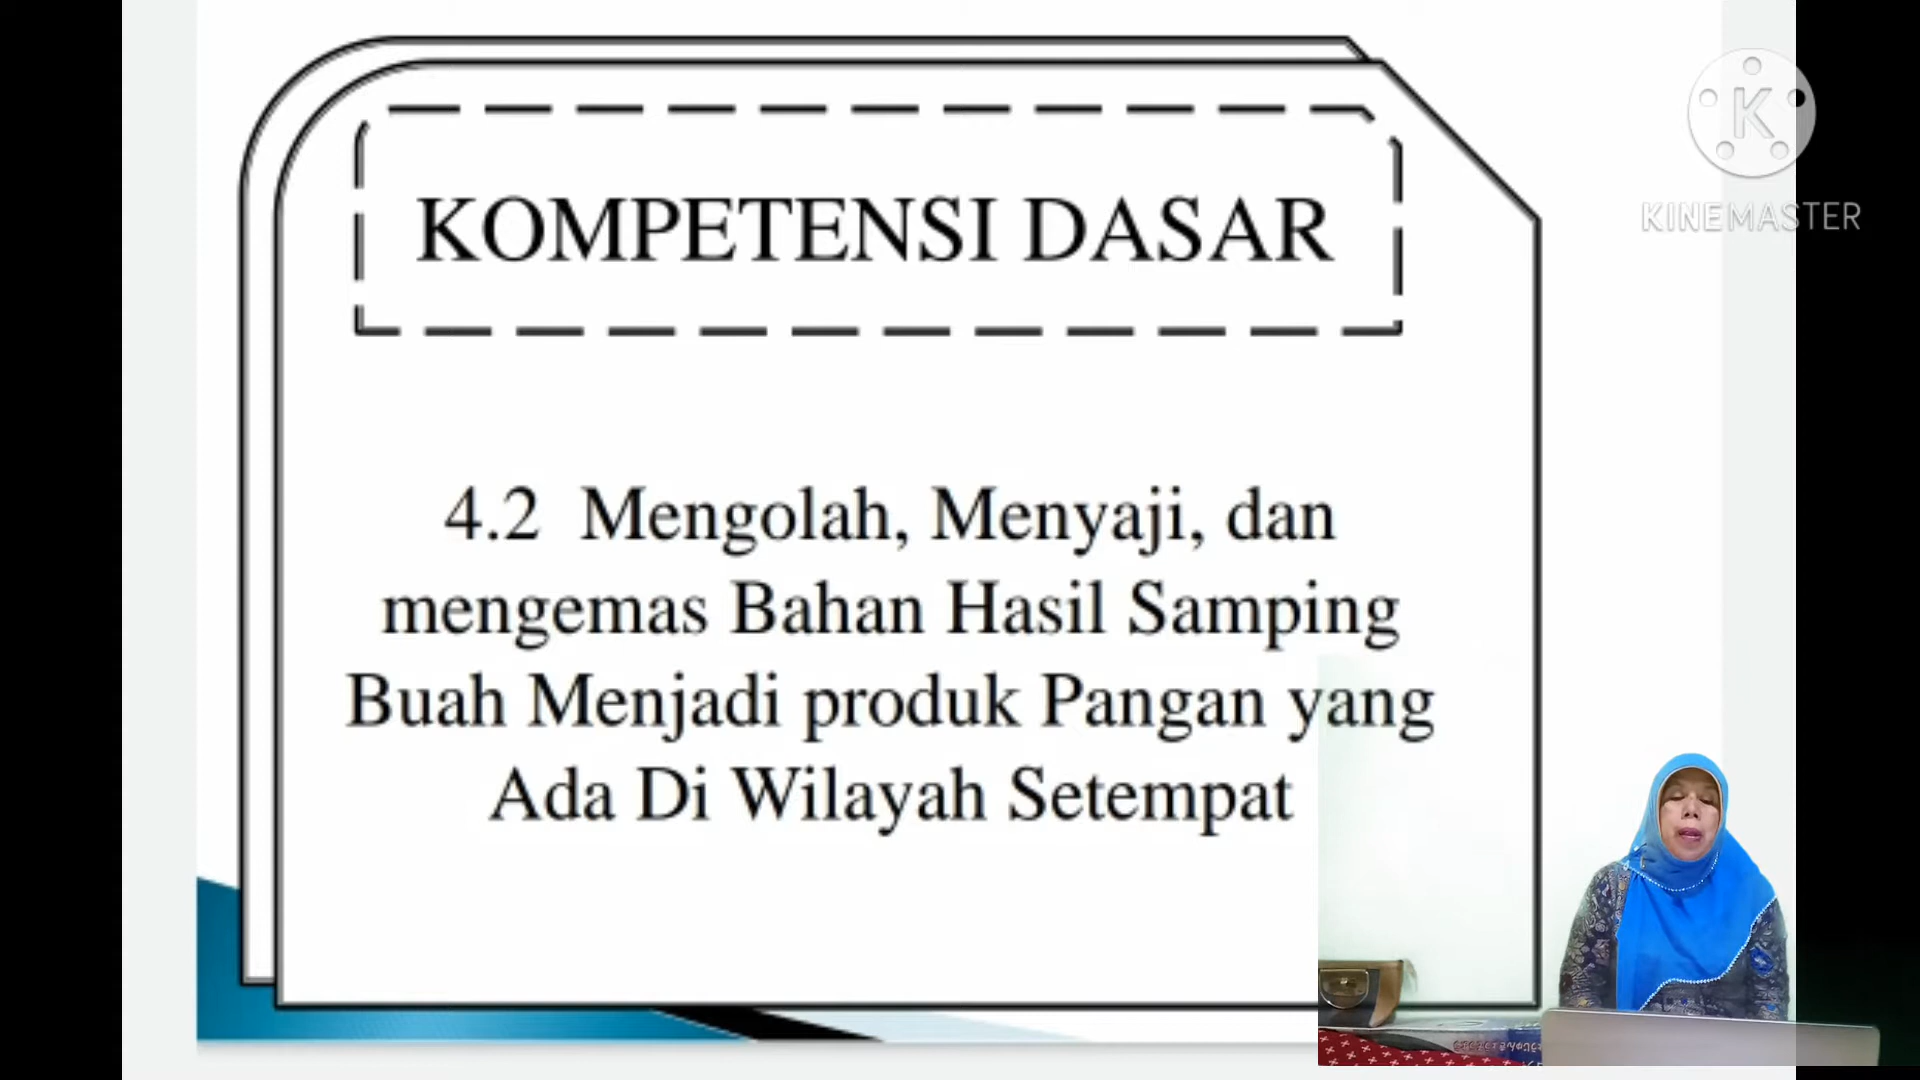 KOMPETENSI DASAR
K
KINEMASTER
4.2 Mengolah, Menyaji, dan
mengemas Bahan Hasil Samping
Buah Menjadi produk Pangan yang
Ada Di Wilayah Setempat